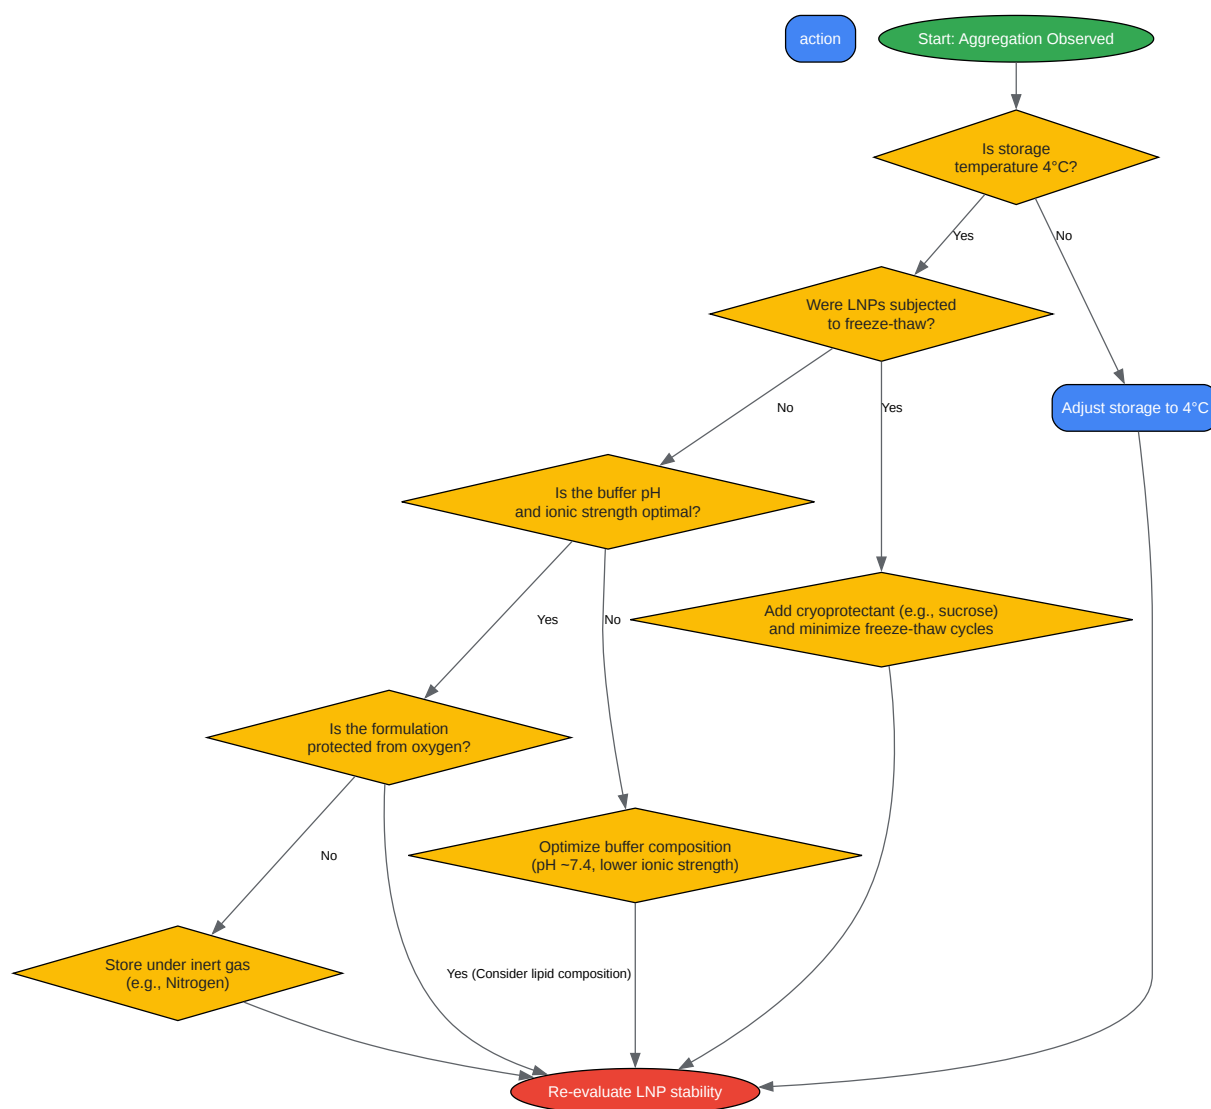 action
Start: Aggregation Observed
Is storage
temperature 4°C?
Yes
No
Were LNPs subjected
to freeze-thaw?
No
Yes
Adjust storage to 4°C
Is the buffer pH
and ionic strength optimal?
Yes
No
Add cryoprotectant (e.g., sucrose)
and minimize freeze-thaw cycles
Is the formulation
protected from oxygen?
No
Optimize buffer composition
(pH ~7.4, lower ionic strength)
Store under inert gas
(e.g., Nitrogen)
Yes (Consider lipid composition)
Re-evaluate LNP stability